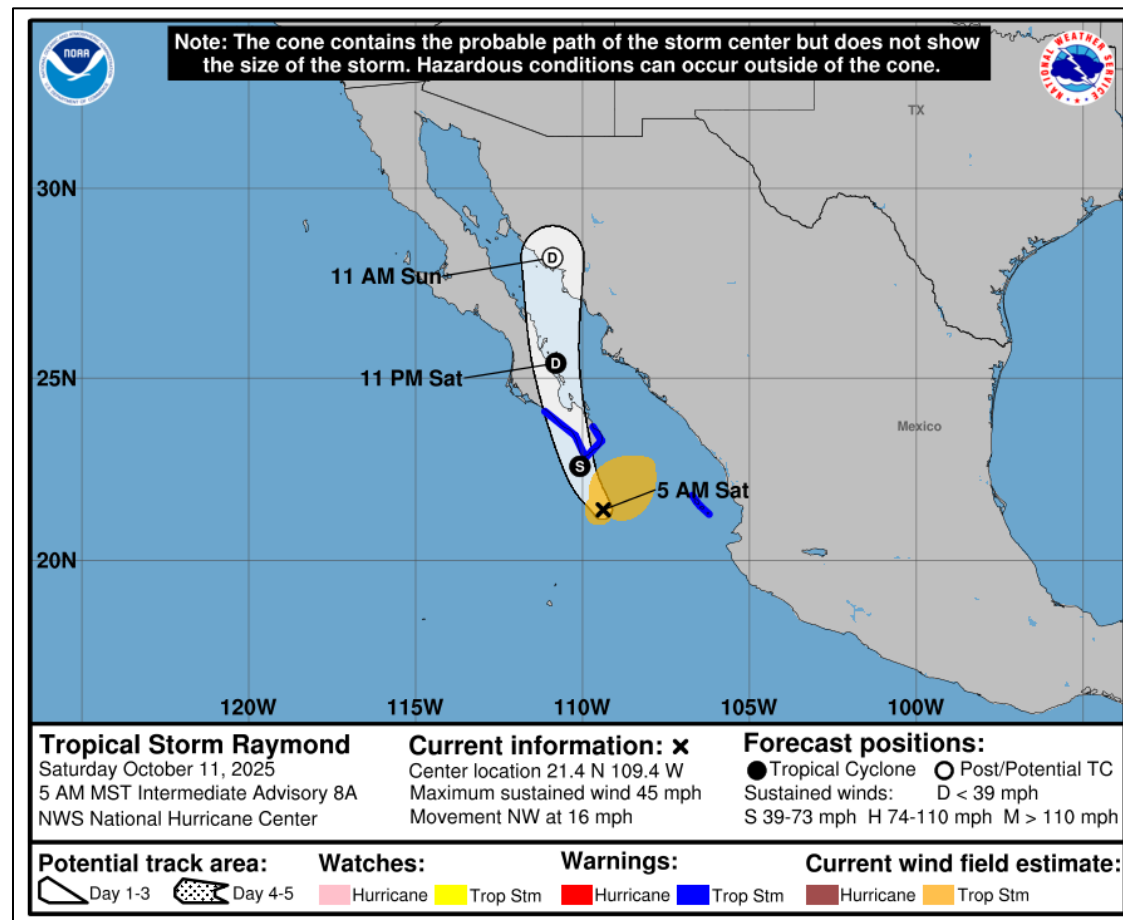 Note: The cone contains the probable path of the storm center but does not show
the size of the storm. Hazardous conditions can occur outside of the cone.
NOAA
NATIONAL WEATHER SERVICE
TX
30N
11 AM Sun
D
11 PM Sat
D
25N
Mexico
S
5 AM Sat
20N
120W
115W
110W
105W
100W
Tropical Storm Raymond
Saturday October 11, 2025
5 AM MST Intermediate Advisory 8A
NWS National Hurricane Center
Current information: ×
Center location 21.4 N 109.4 W
Maximum sustained wind 45 mph
Movement NW at 16 mph
Forecast positions:
Tropical Cyclone Post/Potential TC
Sustained winds: D < 39 mph
S 39-73 mph H 74-110 mph M > 110 mph
Potential track area:
Day 1-3 Day 4-5
Watches:
Hurricane Trop Stm
Warnings:
Hurricane Trop Stm
Current wind field estimate:
Hurricane Trop Stm